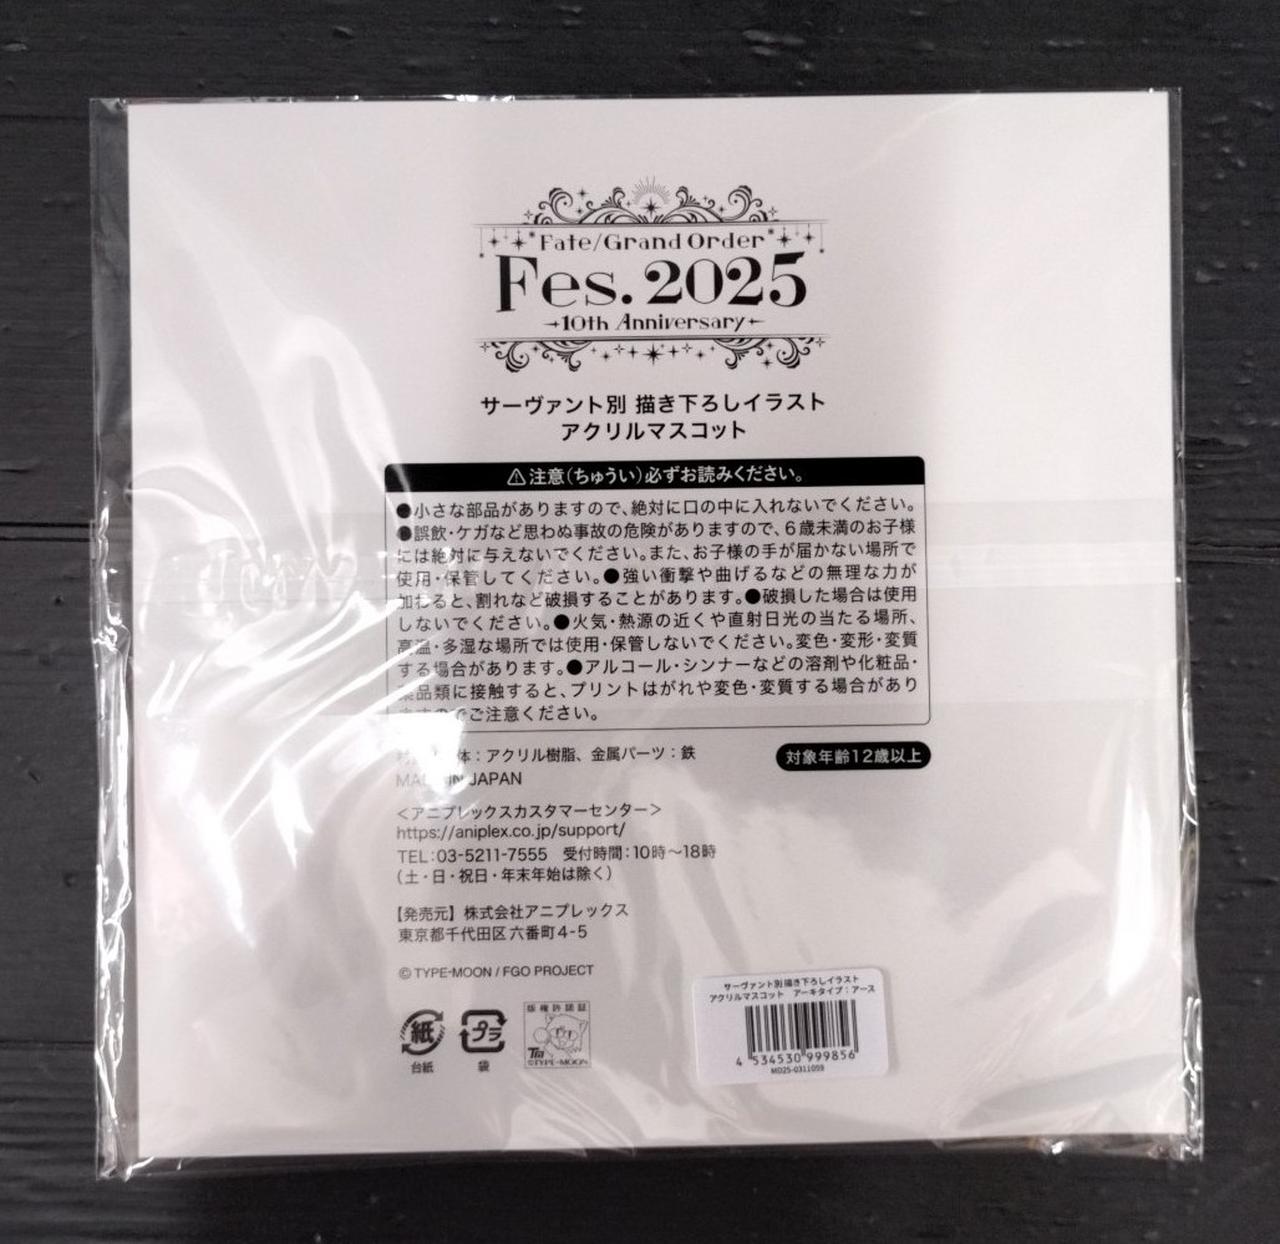 Fate/Grand Order
Fes. 2025
10th Anniversary
サーヴァント別 描き下ろしイラスト
アクリルマスコット
注意(ちゅうい)必ずお読みください。
●小さな部品がありますので、絶対に口の中に入れないでください。
●誤飲・ケガなど思わぬ事故の危険がありますので、6歳未満のお子様
には絶対に与えないでください。また、お子様の手が届かない場所で
使用・保管してください。●強い衝撃や曲げるなどの無理な力が
加わると、割れなど破損することがあります。●破損した場合は使用
しないでください。●火気・熱源の近くや直射日光の当たる場所、
高温・多湿な場所では使用・保管しないでください。変色・変形・変質
する場合があります。●アルコール・シンナーなどの溶剤や化粧品・
薬品類に接触すると、プリントはがれや変色・変質する場合があり
ますのでご注意ください。
体:アクリル樹脂、金属パーツ:鉄
対象年齢12歳以上
MADE IN JAPAN
<アニプレックスカスタマーセンター>
https://aniplex.co.jp/support/
TEL:03-5211-7555 受付時間:10時〜18時
(土・日・祝日・年末年始は除く)
【発売元】株式会社アニプレックス
東京都千代田区六番町4-5
© TYPE-MOON / FGO PROJECT
紙
台紙
プラ
袋
版権許諾証
©TYPE-MOON
サーヴァント別 描き下ろしイラスト
アクリルマスコット アーキタイプ:アース
4 534530 999856
MD25-0311059